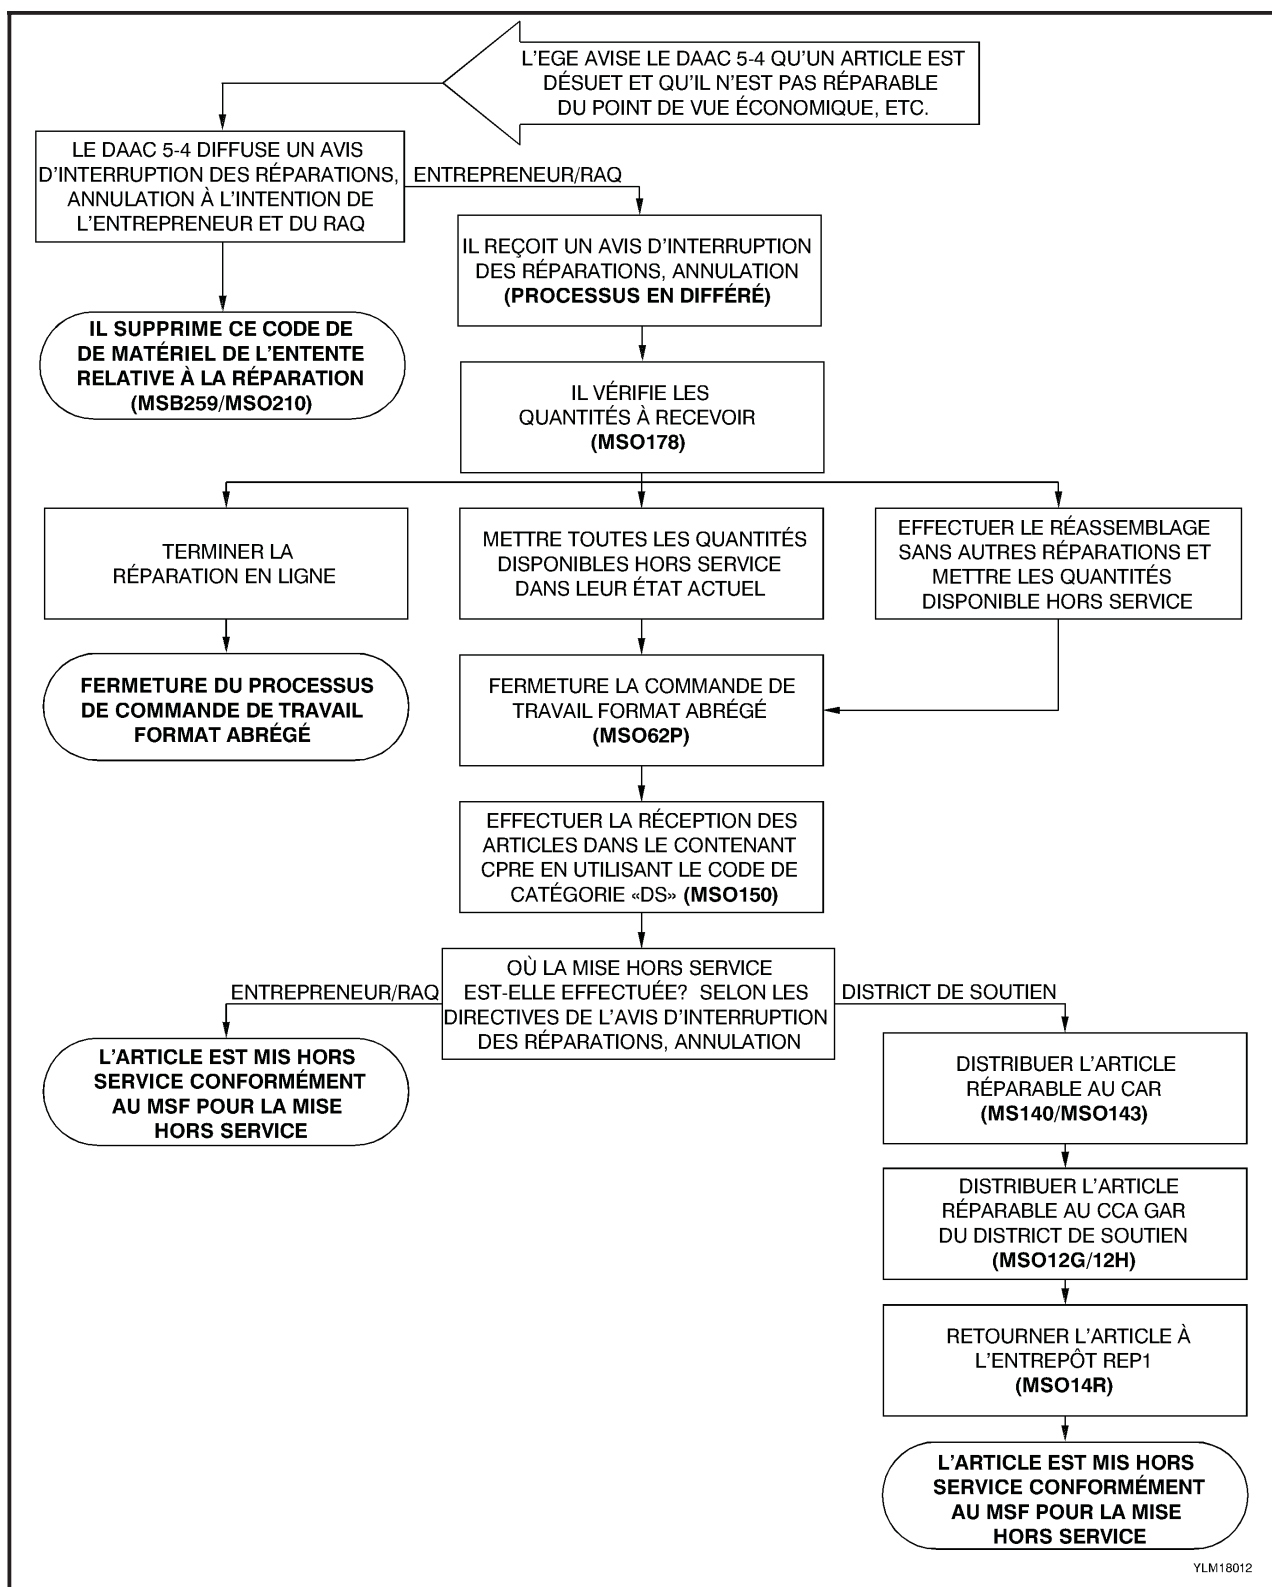 L'EGE AVISE LE DAAC 5-4 QU'UN ARTICLE EST
DÉSUET ET QU'IL N'EST PAS RÉPARABLE
DU POINT DE VUE ÉCONOMIQUE, ETC.
LE DAAC 5-4 DIFFUSE UN AVIS
D'INTERRUPTION DES RÉPARATIONS,
ANNULATION À L'INTENTION DE
L'ENTREPRENEUR ET DU RAQ
ENTREPRENEUR/RAQ
IL REÇOIT UN AVIS D'INTERRUPTION
DES RÉPARATIONS, ANNULATION
(PROCESSUS EN DIFFÉRÉ)
IL SUPPRIME CE CODE DE
DE MATÉRIEL DE L'ENTENTE
RELATIVE À LA RÉPARATION
(MSB259/MSO210)
IL VÉRIFIE LES
QUANTITÉS À RECEVOIR
(MSO178)
TERMINER LA
RÉPARATION EN LIGNE
METTRE TOUTES LES QUANTITÉS
DISPONIBLES HORS SERVICE
DANS LEUR ÉTAT ACTUEL
EFFECTUER LE RÉASSEMBLAGE
SANS AUTRES RÉPARATIONS ET
METTRE LES QUANTITÉS
DISPONIBLE HORS SERVICE
FERMETURE DU PROCESSUS
DE COMMANDE DE TRAVAIL
FORMAT ABRÉGÉ
FERMETURE LA COMMANDE DE
TRAVAIL FORMAT ABRÉGÉ
(MSO62P)
EFFECTUER LA RÉCEPTION DES
ARTICLES DANS LE CONTENANT
CPRE EN UTILISANT LE CODE DE
CATÉGORIE «DS» (MSO150)
OÙ LA MISE HORS SERVICE
EST-ELLE EFFECTUÉE? SELON LES
DIRECTIVES DE L'AVIS D'INTERRUPTION
DES RÉPARATIONS, ANNULATION
ENTREPRENEUR/RAQ
DISTRICT DE SOUTIEN
L'ARTICLE EST MIS HORS
SERVICE CONFORMÉMENT
AU MSF POUR LA MISE
HORS SERVICE
DISTRIBUER L'ARTICLE
RÉPARABLE AU CAR
(MS140/MSO143)
DISTRIBUER L'ARTICLE
RÉPARABLE AU CCA GAR
DU DISTRICT DE SOUTIEN
(MSO12G/12H)
RETOURNER L'ARTICLE À
L'ENTREPÔT REP1
(MSO14R)
L'ARTICLE EST MIS HORS
SERVICE CONFORMÉMENT
AU MSF POUR LA MISE
HORS SERVICE
YLM18012